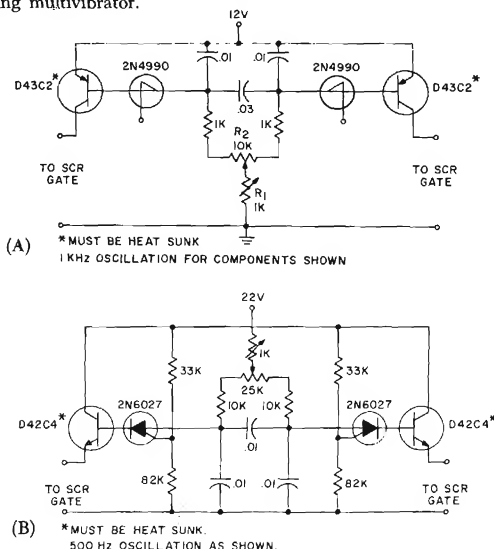 ng multivibrator.
12V
.01 .01
2N4990 2N4990
D43C2* D43C2*
.03
1K 1K
R2
10K
TO SCR
GATE
R1
1K
TO SCR
GATE
(A) *MUST BE HEAT SUNK
1 KHz OSCILLATION FOR COMPONENTS SHOWN
22V
1K
33K 33K
25K
2N6027 10K 10K 2N6027
D42C4* D42C4*
.01
82K .01 .01 82K
TO SCR
GATE
TO SCR
GATE
(B) *MUST BE HEAT SUNK.
500 Hz OSCILLATION AS SHOWN.